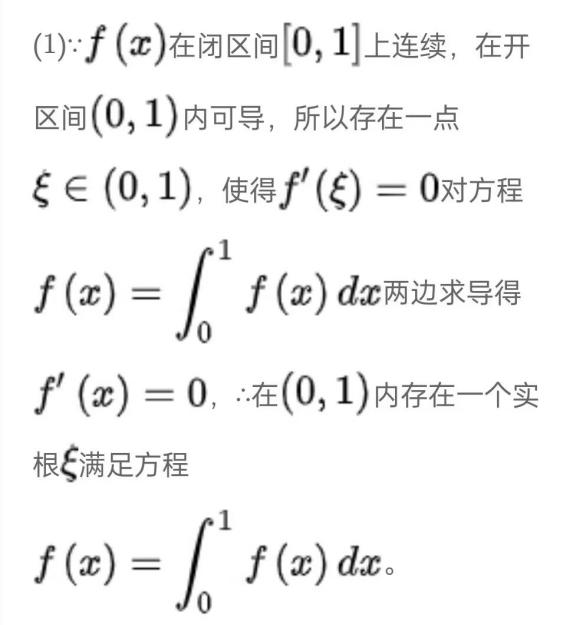 (1)∵f(x)在闭区间[0,1]上连续，在开
区间(0,1)内可导，所以存在一点
ξ∈(0,1)，使得f′(ξ)=0对方程
f(x)=∫₀¹f(x)dx两边求导得
f′(x)=0，∴在(0,1)内存在一个实
根ξ满足方程
f(x)=∫₀¹f(x)dx。